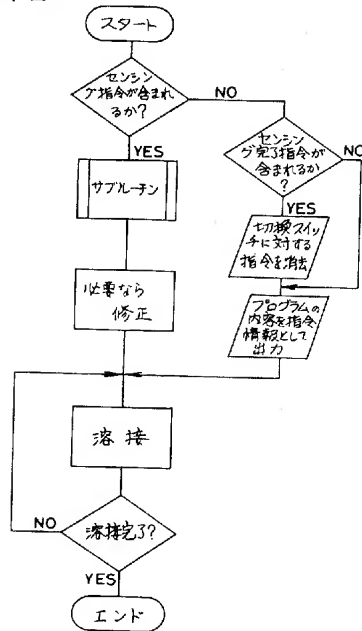 スタート
センシン
グ指令が含まれ
るか?
NO
YES
センシン
グ完了指令が
含まれるか
?
NO
サブルーチン
YES
切換スイッ
チに対する
指令を消去
必要なら
修正
プログラムの
内容を指令
情報として
出力
溶接
NO
溶接完了?
YES
エンド